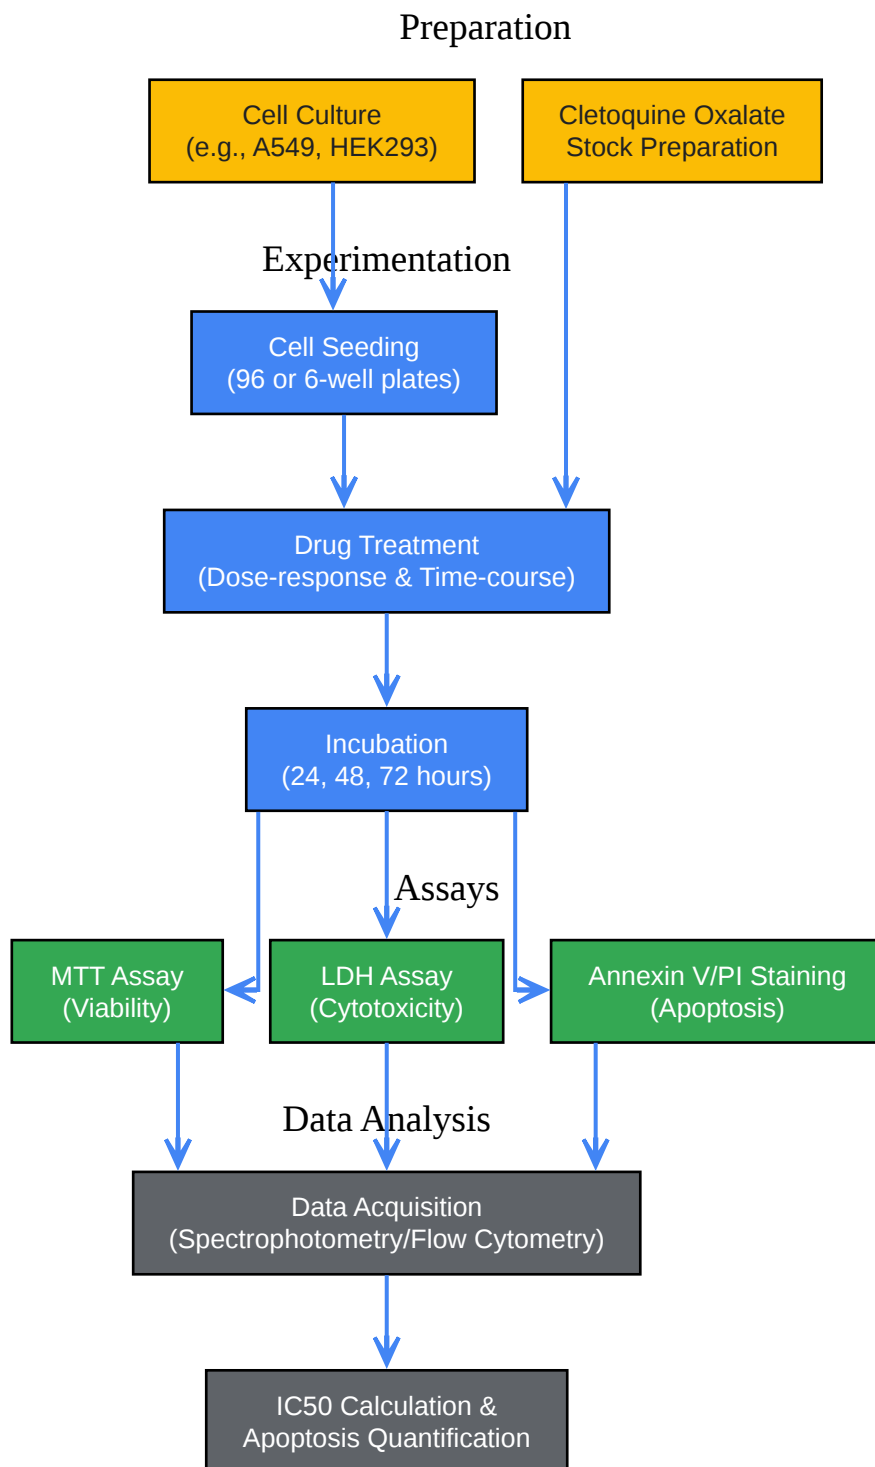 Preparation
Cell Culture
(e.g., A549, HEK293)
Cletoquine Oxalate
Stock Preparation
Experimentation
Cell Seeding
(96 or 6-well plates)
Drug Treatment
(Dose-response & Time-course)
Incubation
(24, 48, 72 hours)
Assays
MTT Assay
(Viability)
LDH Assay
(Cytotoxicity)
Annexin V/PI Staining
(Apoptosis)
Data Analysis
Data Acquisition
(Spectrophotometry/Flow Cytometry)
IC50 Calculation &
Apoptosis Quantification